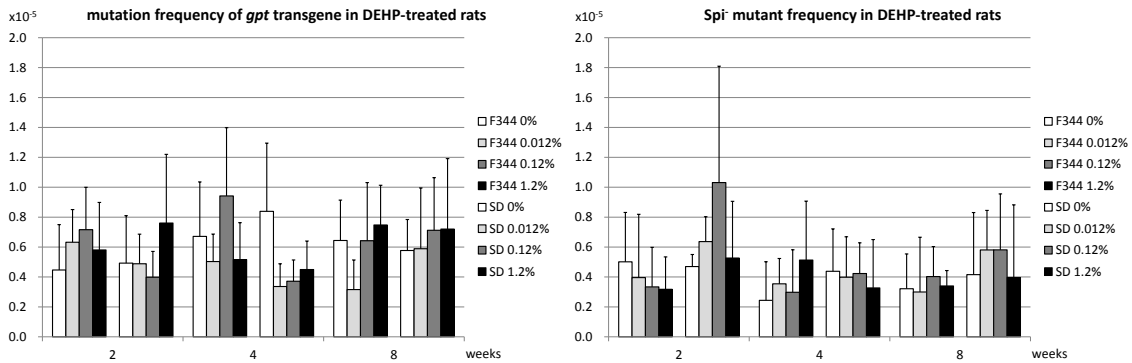 mutation frequency of gpt transgene in DEHP-treated rats
x10⁻⁵
2.0
1.8
1.6
1.4
1.2
1.0
0.8
0.6
0.4
0.2
0.0
2
4
8
weeks
F344 0%
F344 0.012%
F344 0.12%
F344 1.2%
SD 0%
SD 0.012%
SD 0.12%
SD 1.2%
Spi⁻ mutant frequency in DEHP-treated rats
x10⁻⁵
2.0
1.8
1.6
1.4
1.2
1.0
0.8
0.6
0.4
0.2
0.0
2
4
8
weeks
F344 0%
F344 0.012%
F344 0.12%
F344 1.2%
SD 0%
SD 0.012%
SD 0.12%
SD 1.2%